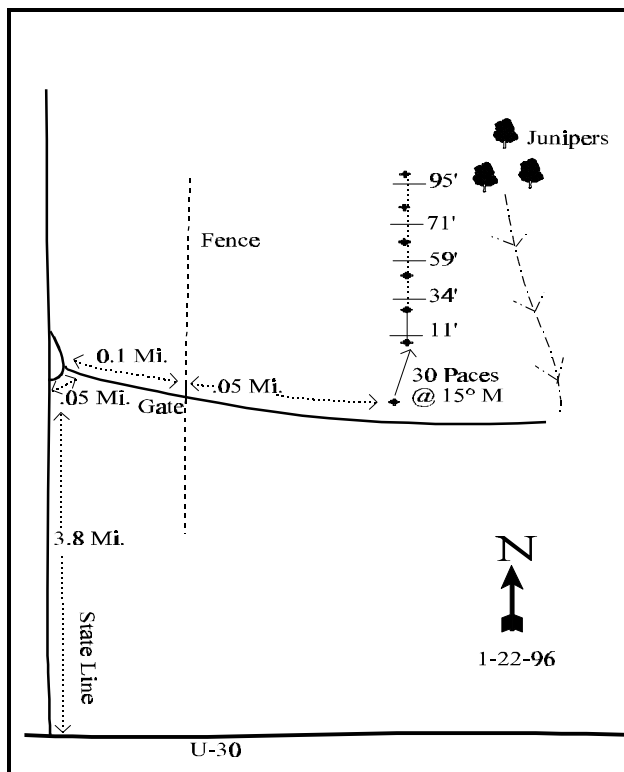 Junipers
95'
71'
Fence
59'
34'
11'
0.1 Mi.
.05 Mi.
30 Paces
@ 15° M
.05 Mi.
Gate
N
3.8 Mi.
State Line
1-22-96
U-30